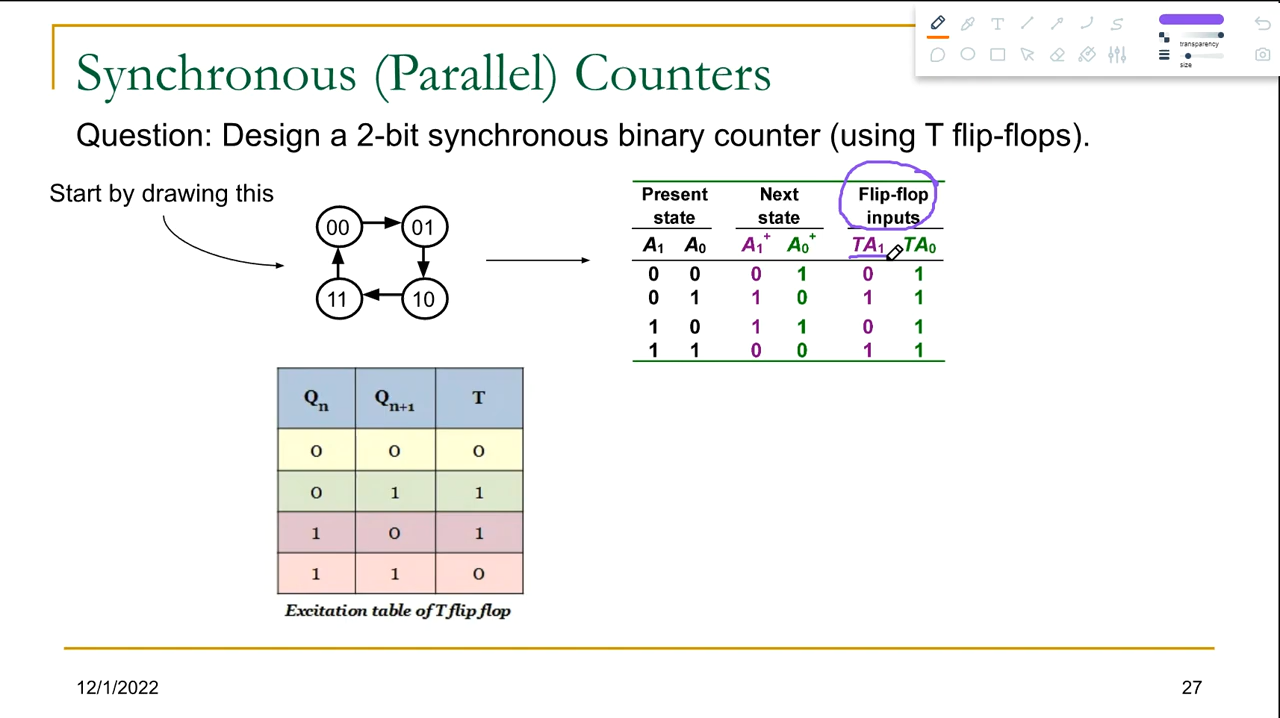 transparency
size
Synchronous (Parallel) Counters
Question: Design a 2-bit synchronous binary counter (using T flip-flops).
Start by drawing this
00 01
11 10
Present state Next state Flip-flop inputs
A1 A0 A1+ A0+ TA1 TA0
0 0 0 1 0 1
0 1 1 0 1 1
1 0 1 1 0 1
1 1 0 0 1 1
Qn Qn+1 T
0 0 0
0 1 1
1 0 1
1 1 0
Excitation table of T flip flop
12/1/2022 27